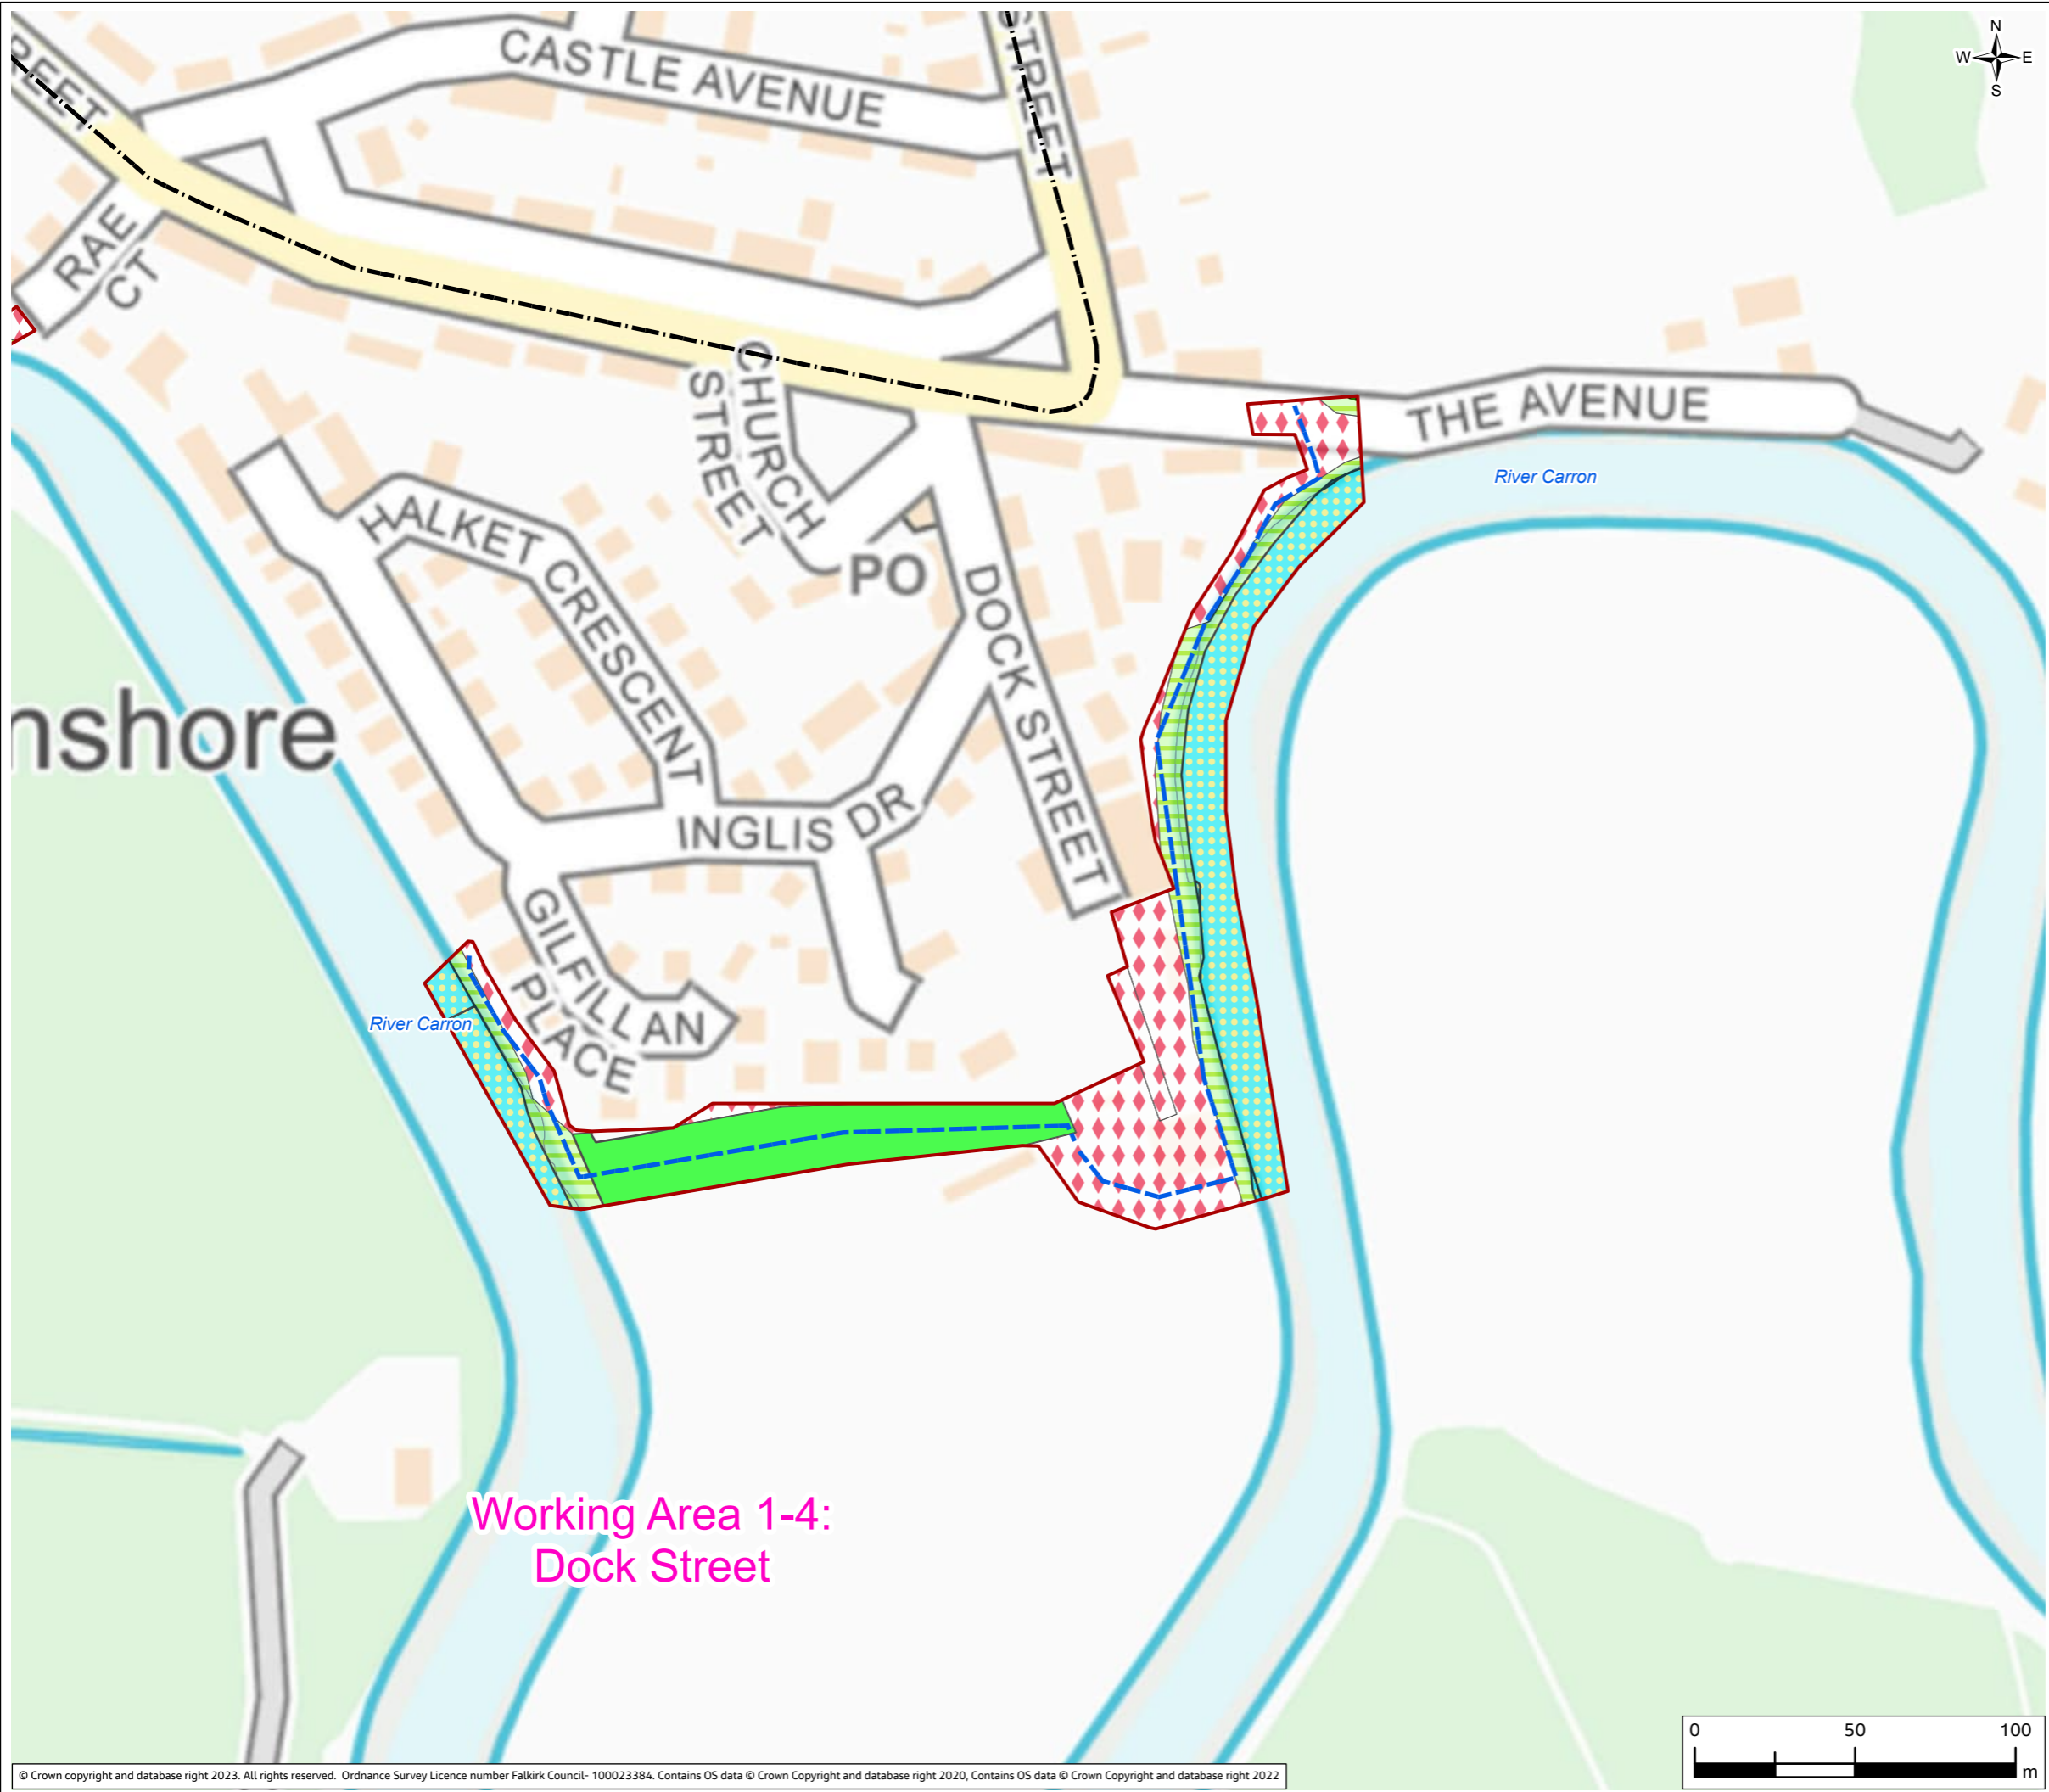 N
W E
S
CASTLE AVENUE
STREET
REET
RAE
CT
CHURCH
STREET
THE AVENUE
River Carron
HALKET CRESCENT
PO
DOCK STREET
nshore
INGLIS DR
GILFILLAN
PLACE
River Carron
Working Area 1-4:
Dock Street
0 50 100
m
© Crown copyright and database right 2023. All rights reserved. Ordnance Survey Licence number Falkirk Council- 100023384. Contains OS data © Crown Copyright and database right 2020, Contains OS data © Crown Copyright and database right 2022